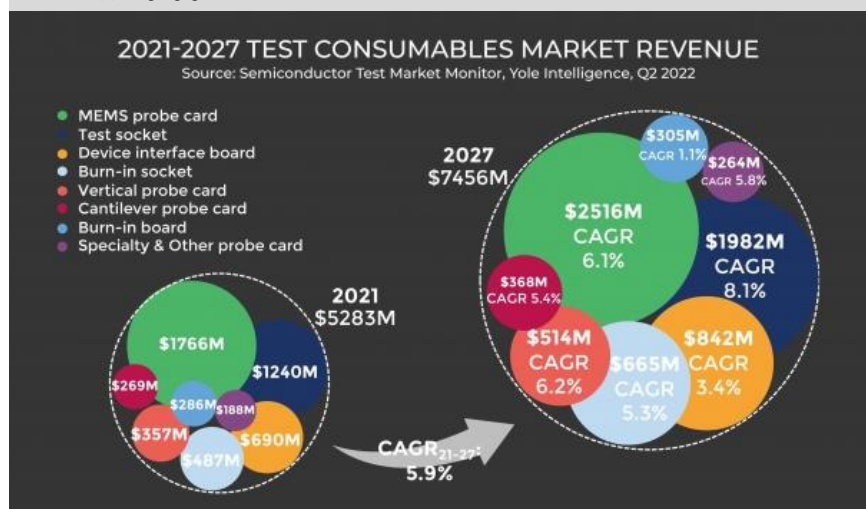 2021-2027 TEST CONSUMABLES MARKET REVENUE
Source: Semiconductor Test Market Monitor, Yole Intelligence, Q2 2022
MEMS probe card
Test socket
Device interface board
Burn-in socket
Vertical probe card
Cantilever probe card
Burn-in board
Specialty & Other probe card
2021
$5283M
$1766M
$1240M
$269M
$286M
$188M
$357M
$690M
$487M
CAGR21-27:
5.9%
2027
$7456M
$305M
CAGR 1.1%
$264M
CAGR 5.8%
$2516M
CAGR
6.1%
$1982M
CAGR
8.1%
$368M
CAGR 5.4%
$514M
CAGR
6.2%
$665M
CAGR
5.3%
$842M
CAGR
3.4%